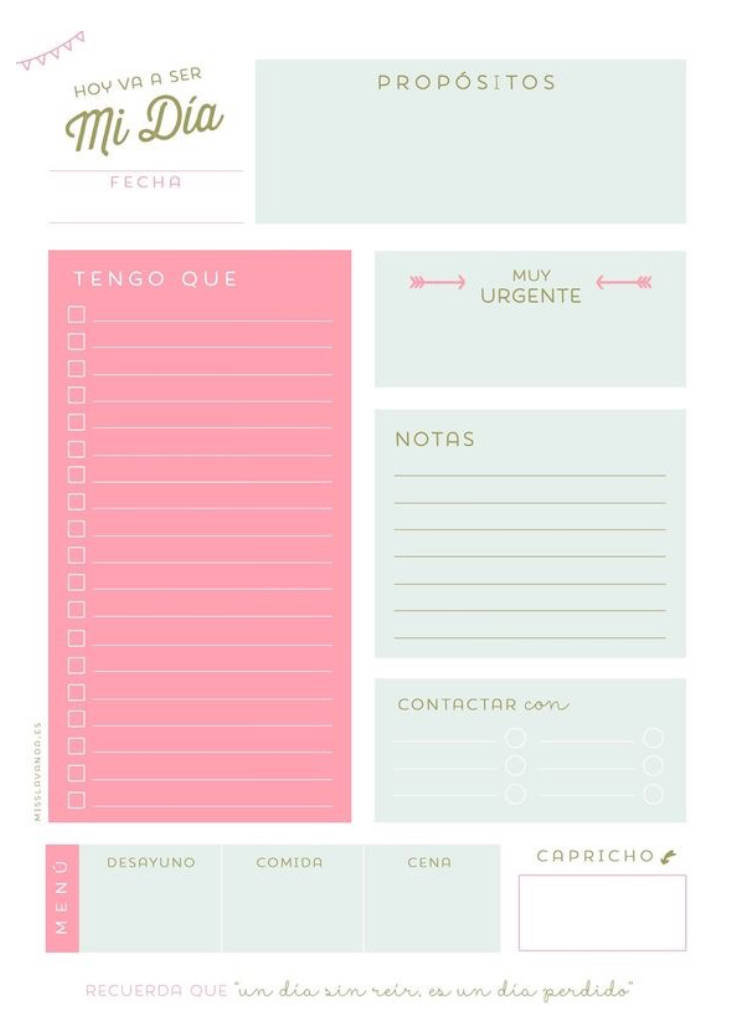 HOY VA A SER
Mi Día
FECHA
PROPÓSITOS
TENGO QUE
MUY
URGENTE
NOTAS
CONTACTAR con
MISSLAVANDA.ES
MENÚ
DESAYUNO
COMIDA
CENA
CAPRICHO
RECUERDA QUE "un día sin reír, es un día perdido"